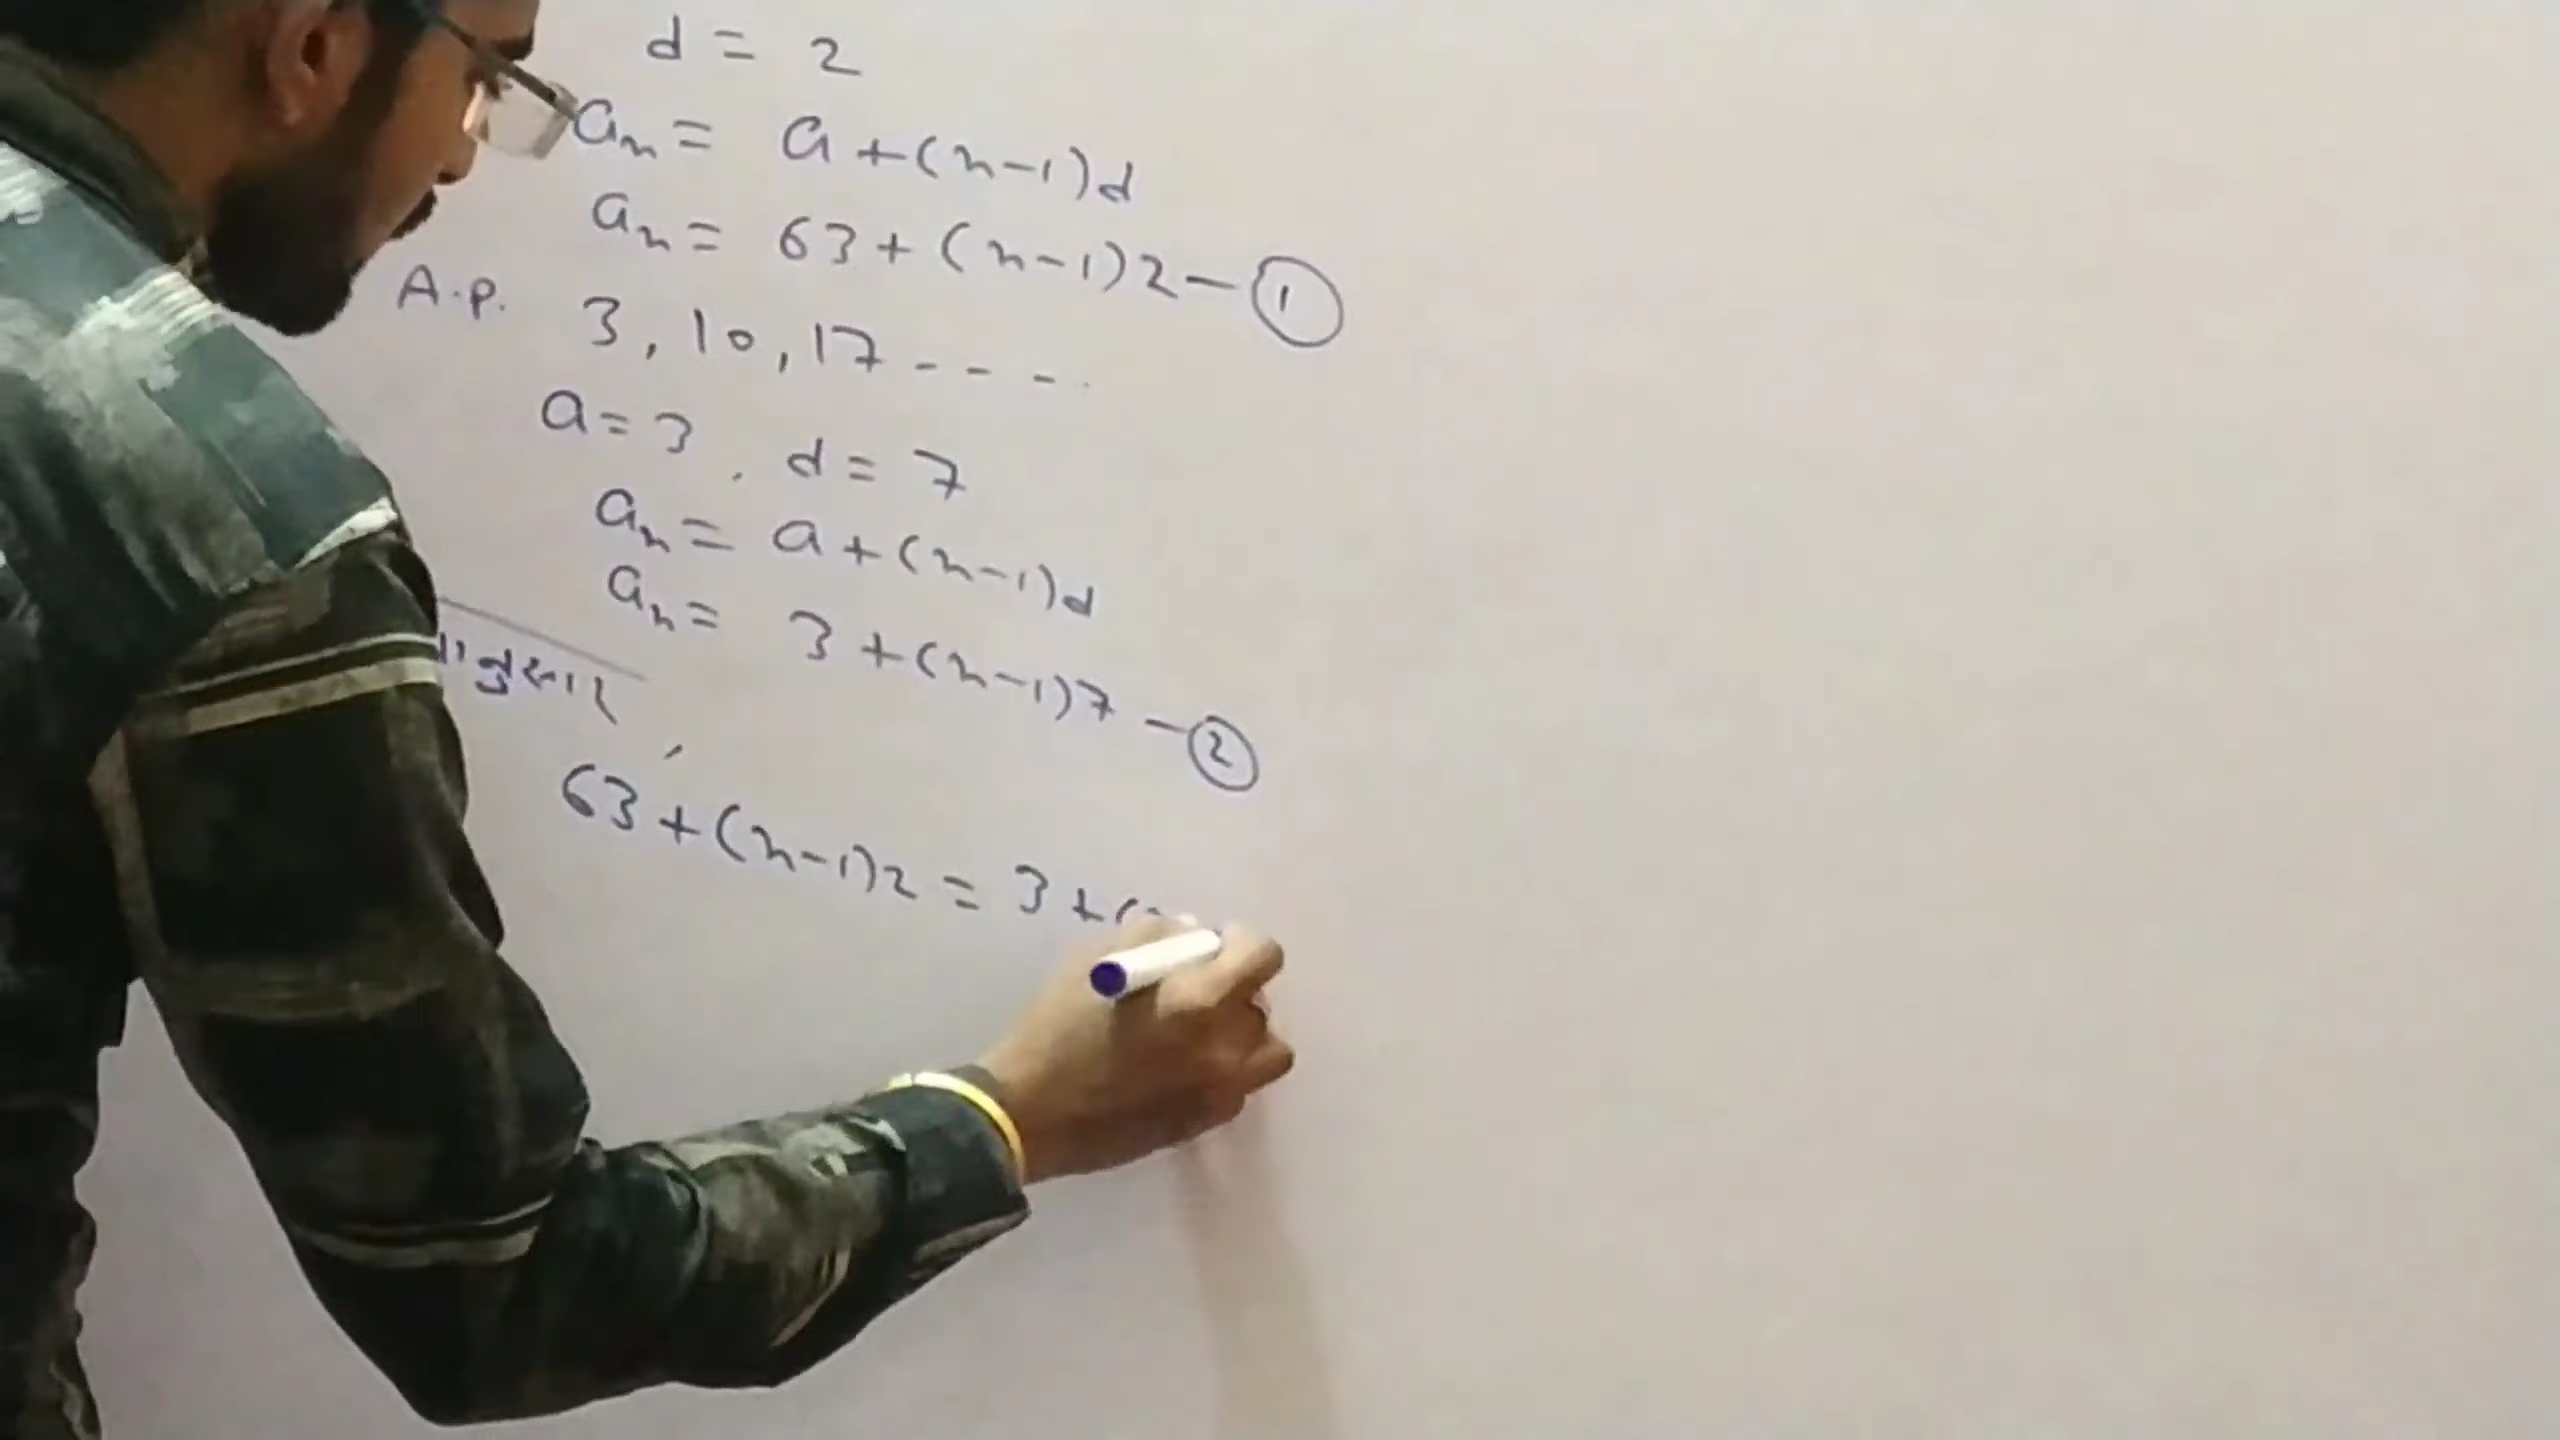 d = 2
an = a + (n-1)d
an = 63 + (n-1)2 - ①
A.p. 3, 10, 17 - - - .
a = 3 . d = 7
an = a + (n-1)d
an = 3 + (n-1)7 - ②
63 + (n-1)2 = 3 + (